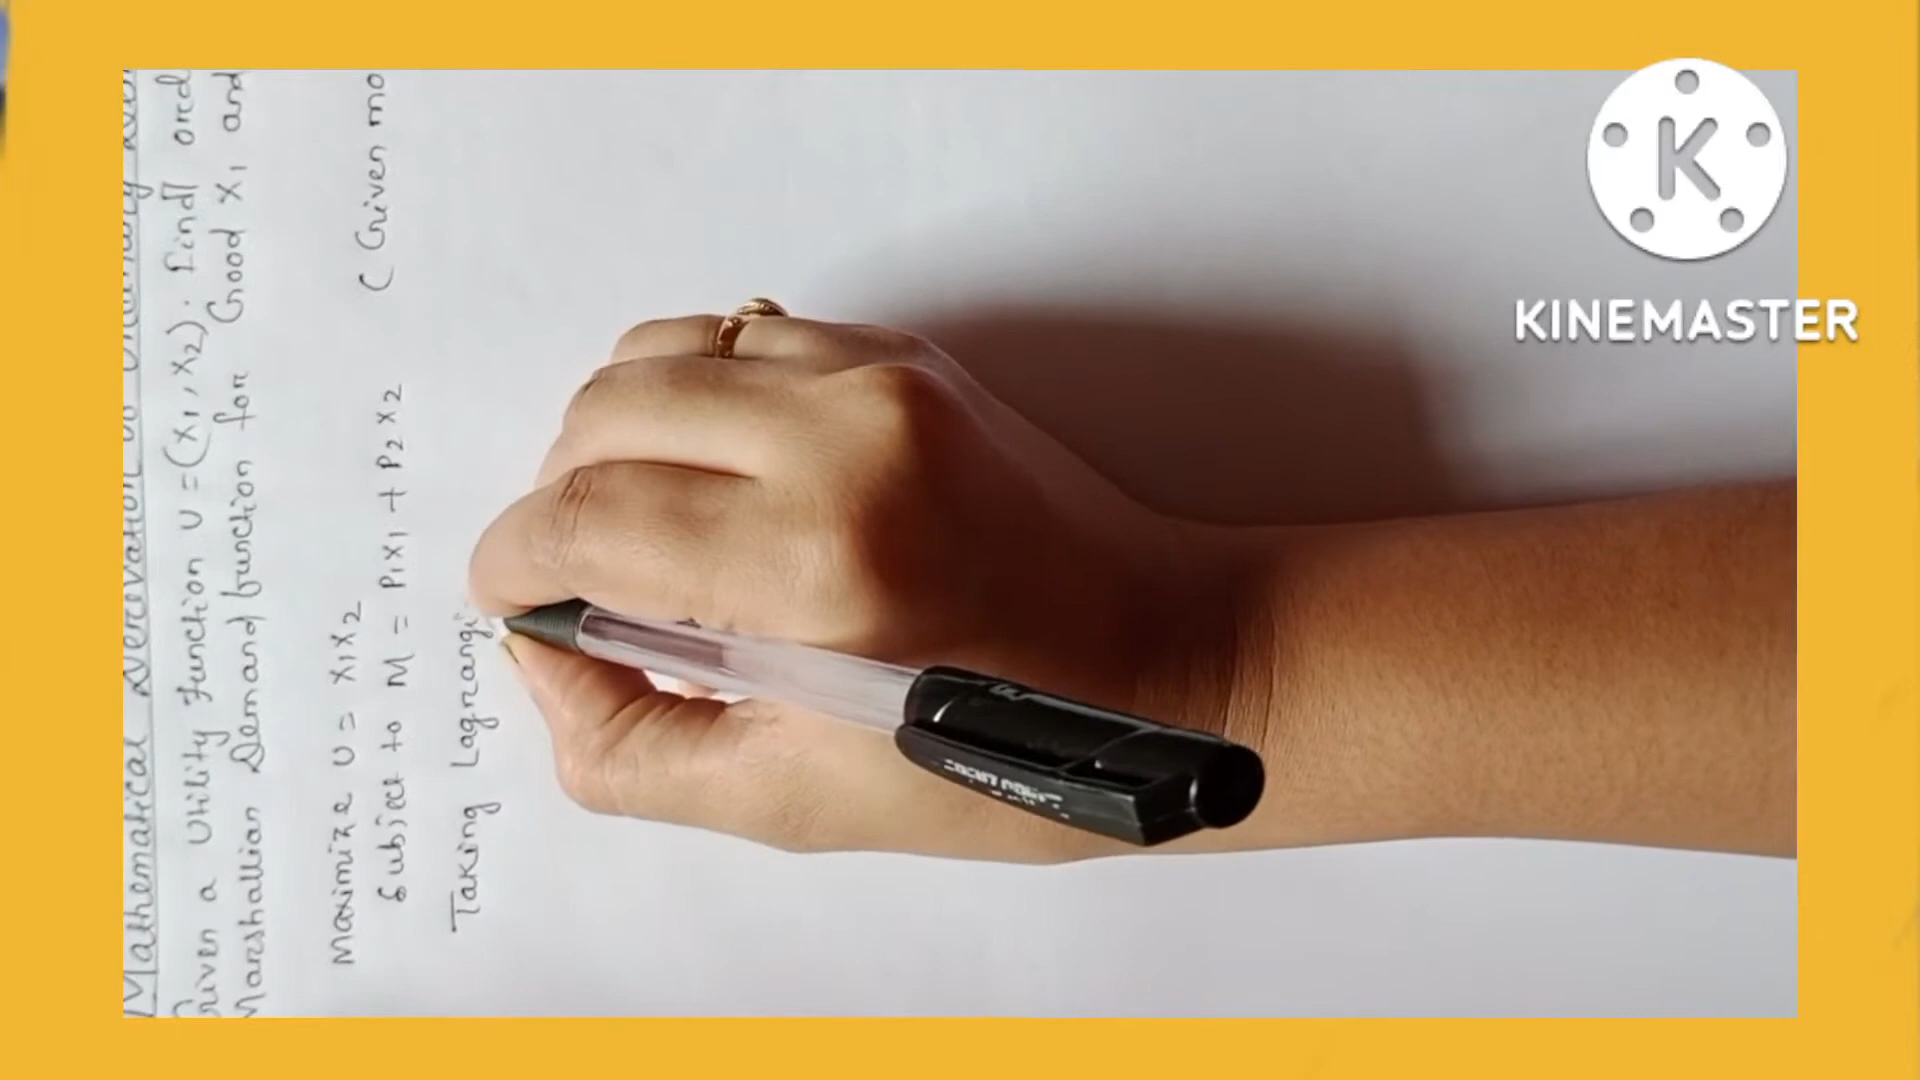 Mathematical Derivation of Ordinary
Given a Utility Function U = (X1, X2). Find ord
Marshallian Demand function for Good X1 and
Maximize U = X1X2
Subject to M = P1X1 + P2X2 (Given mo
Taking Lagrangi
KINEMASTER